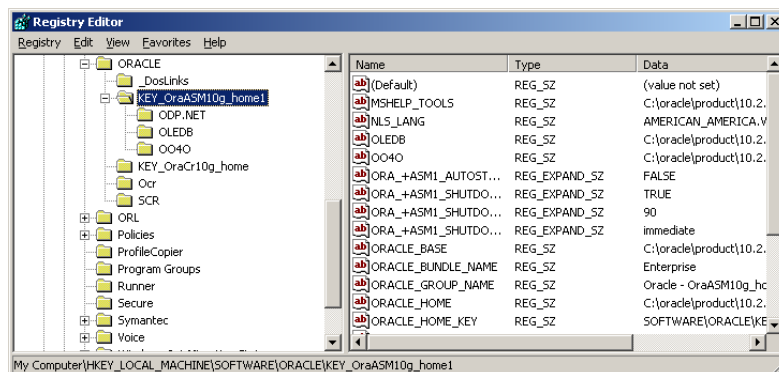 Registry Editor
Registry Edit View Favorites Help
ORACLE
_DosLinks
KEY_OraASM10g_home1
ODP.NET
OLEDB
OO4O
KEY_OraCr10g_home
Ocr
SCR
ORL
Policies
ProfileCopier
Program Groups
Runner
Secure
Symantec
Voice
Name Type Data
(Default) REG_SZ (value not set)
MSHELP_TOOLS REG_SZ C:\oracle\product\10.2.
NLS_LANG REG_SZ AMERICAN_AMERICA.W
OLEDB REG_SZ C:\oracle\product\10.2.
OO4O REG_SZ C:\oracle\product\10.2.
ORA_+ASM1_AUTOST... REG_EXPAND_SZ FALSE
ORA_+ASM1_SHUTDO... REG_EXPAND_SZ TRUE
ORA_+ASM1_SHUTDO... REG_EXPAND_SZ 90
ORA_+ASM1_SHUTDO... REG_EXPAND_SZ immediate
ORACLE_BASE REG_SZ C:\oracle\product\10.2.
ORACLE_BUNDLE_NAME REG_SZ Enterprise
ORACLE_GROUP_NAME REG_SZ Oracle - OraASM10g_hc
ORACLE_HOME REG_SZ C:\oracle\product\10.2.
ORACLE_HOME_KEY REG_SZ SOFTWARE\ORACLE\KE
My Computer\HKEY_LOCAL_MACHINE\SOFTWARE\ORACLE\KEY_OraASM10g_home1